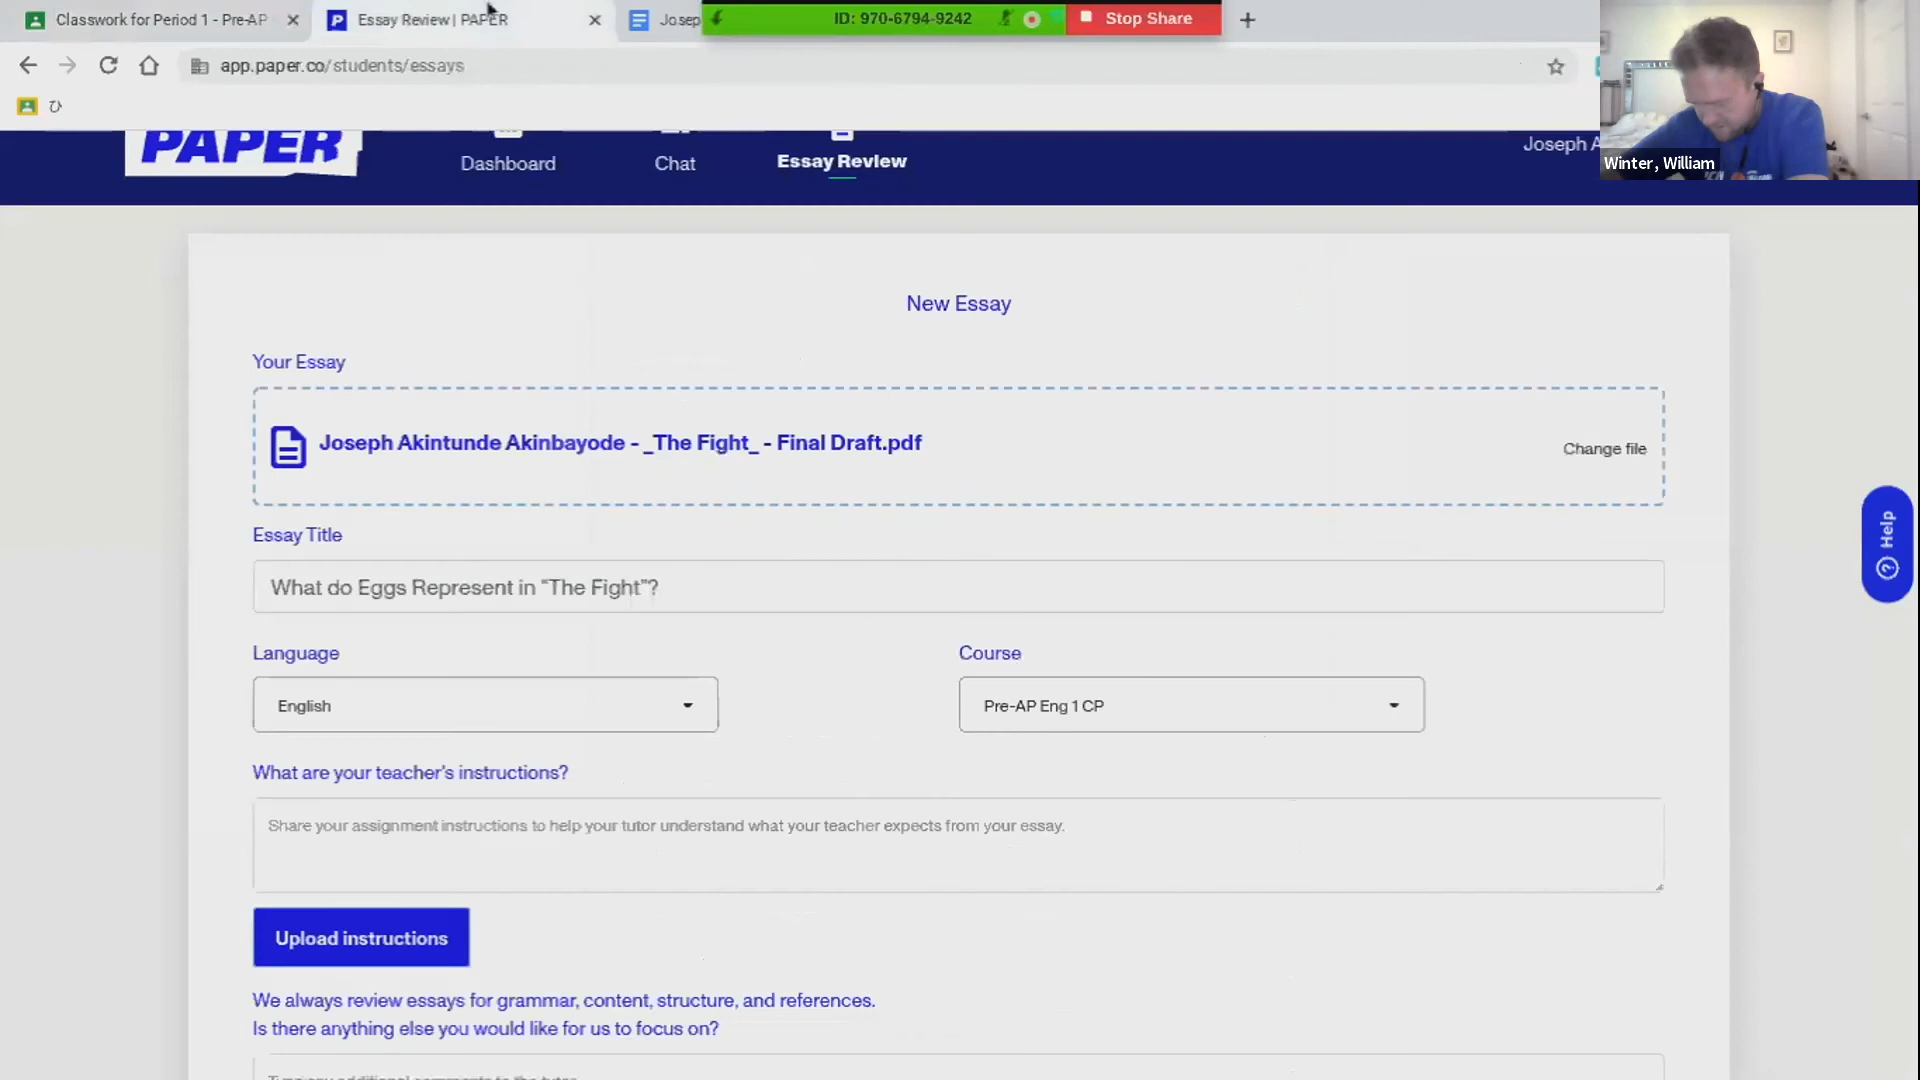 Classwork for Period 1 - Pre-AP
Essay Review | PAPER
Josep
ID: 970-6794-9242
Stop Share
app.paper.co/students/essays
ひ
PAPER
Dashboard
Chat
Essay Review
Joseph A
Winter, William
New Essay
Your Essay
Joseph Akintunde Akinbayode - _The Fight_ - Final Draft.pdf
Change file
Essay Title
What do Eggs Represent in “The Fight”?
Language
Course
English
Pre-AP Eng 1 CP
What are your teacher's instructions?
Share your assignment instructions to help your tutor understand what your teacher expects from your essay.
Help
Upload instructions
We always review essays for grammar, content, structure, and references.
Is there anything else you would like for us to focus on?